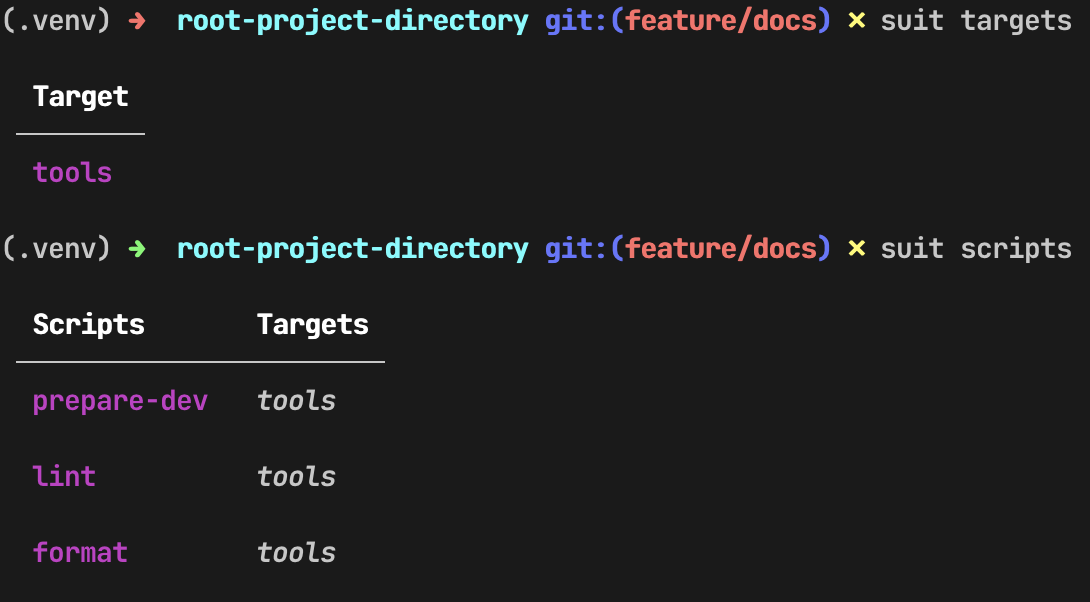 (.venv) ➜ root-project-directory git:(feature/docs) ✗ suit targets
Target
tools
(.venv) ➜ root-project-directory git:(feature/docs) ✗ suit scripts
Scripts Targets
prepare-dev tools
lint tools
format tools